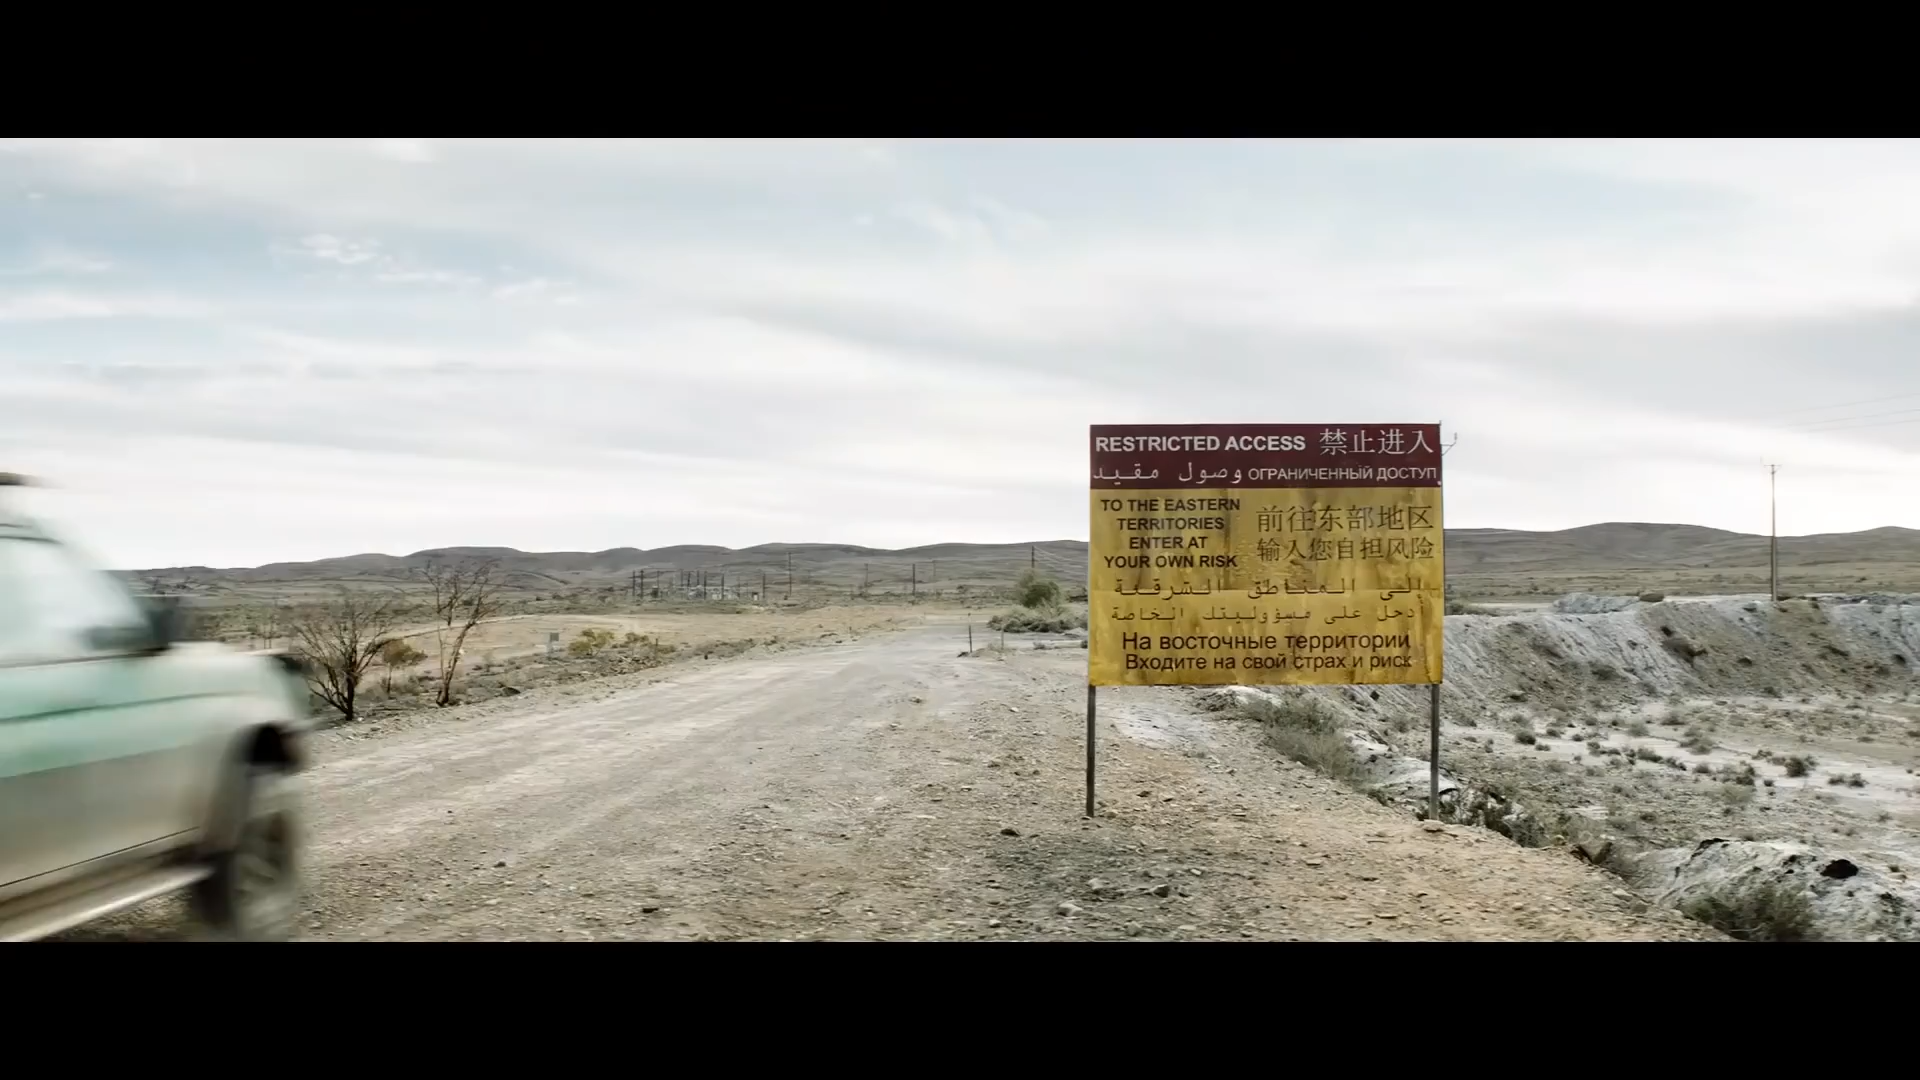 RESTRICTED ACCESS 禁止进入
وصول مقيد ОГРАНИЧЕННЫЙ ДОСТУП
TO THE EASTERN
TERRITORIES
ENTER AT
YOUR OWN RISK
前往东部地区
输入您自担风险
إلى المناطق الشرقية
أدخل على مسؤوليتك الخاصة
На восточные территории
Входите на свой страх и риск